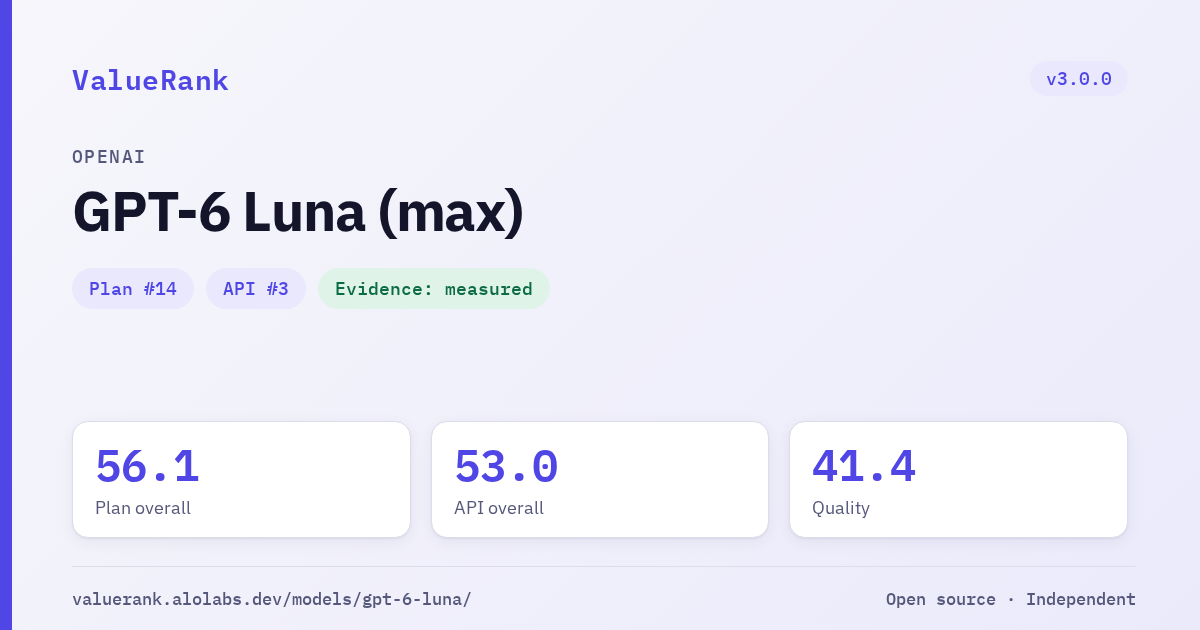 ValueRank
v3.0.0
OPENAI
GPT-6 Luna (max)
Plan #14
API #3
Evidence: measured
56.1
Plan overall
53.0
API overall
41.4
Quality
valuerank.alolabs.dev/models/gpt-6-luna/
Open source · Independent